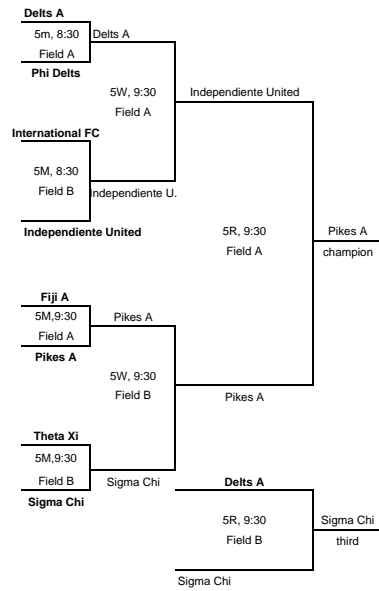 Delts A
5m, 8:30
Delts A
Field A
Phi Delts
5W, 9:30
Independiente United
Field A
International FC
5M, 8:30
Field B
Independiente U.
Independiente United
5R, 9:30
Pikes A
Field A
champion
Fiji A
5M,9:30
Pikes A
Field A
Pikes A
5W, 9:30
Field B
Pikes A
Theta Xi
5M,9:30
Field B
Sigma Chi
Delts A
Sigma Chi
5R, 9:30
Sigma Chi
Field B
third
Sigma Chi